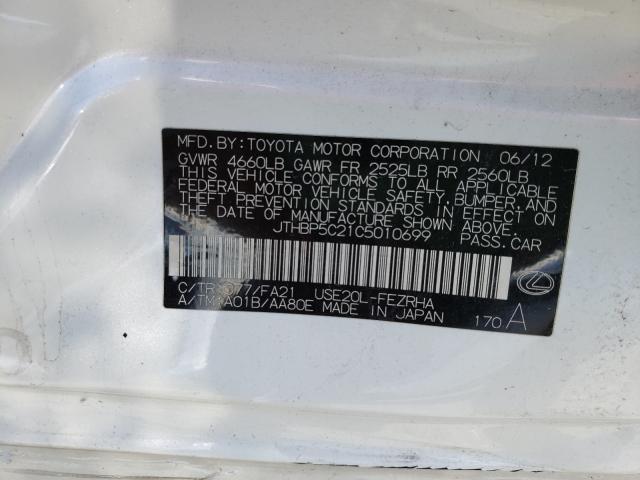 MFD.BY:TOYOTA MOTOR CORPORATION 06/12
GVWR 4660LB GAWR FR 2525LB RR 2560LB
THIS VEHICLE CONFORMS TO ALL APPLICABLE
FEDERAL MOTOR VEHICLE SAFETY, BUMPER, AND
THEFT PREVENTION STANDARDS IN EFFECT ON
THE DATE OF MANUFACTURE SHOWN ABOVE.
JTHBP5C21C5010699 PASS.CAR
C/TR: 077/FA21 USE20L-FEZRHA
A/TM: A01B/AA80E MADE IN JAPAN 170 A